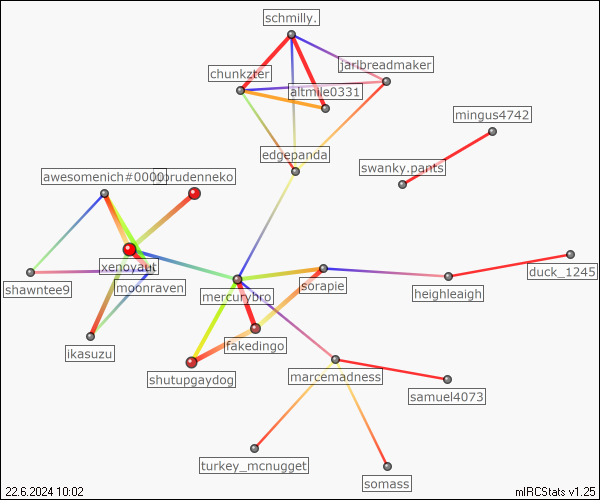 schmilly.
jarlbreadmaker
chunkzter
altmile0331
mingus4742
edgepanda
swanky.pants
awesomenich#0000
prudenneko
xenoyaut
duck_1245
shawntee9
moonraven
sorapie
heighleigh
mercurybro
fakedingo
ikasuzu
shutupgaydog
marcemadness
samuel4073
turkey_mcnugget
somass
22.6.2024 10:02
mIRCStats v1.25